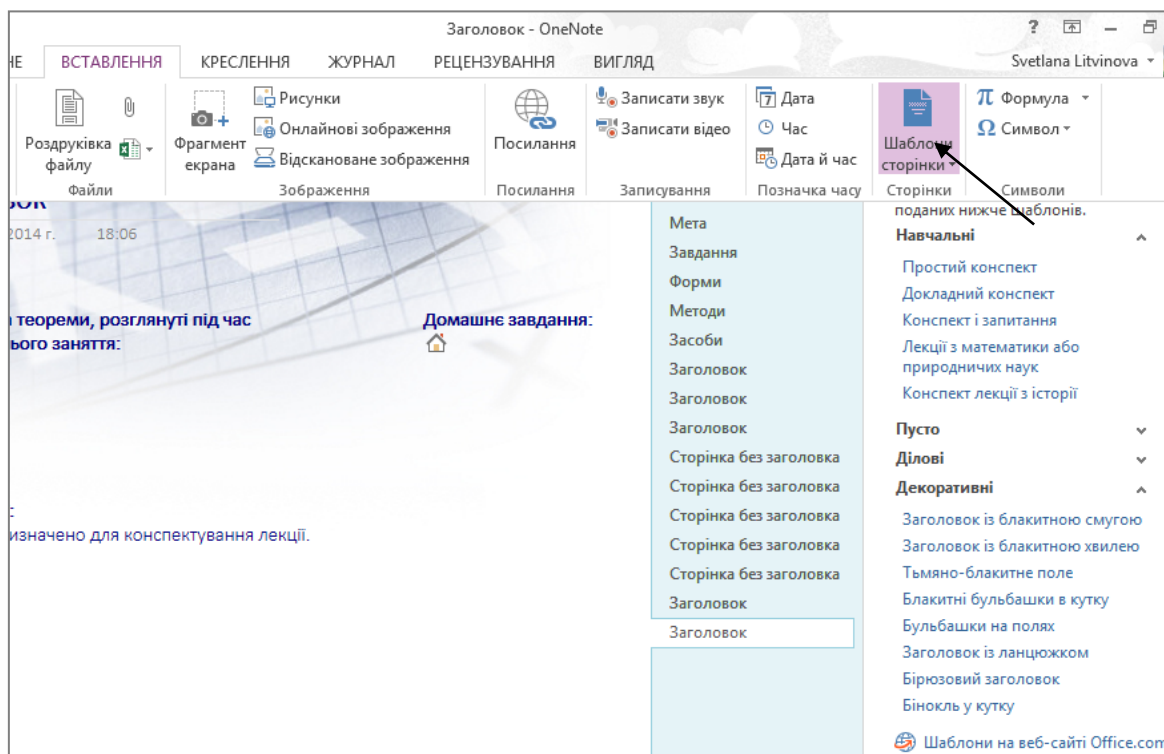 Заголовок - OneNote
?
НЕ ВСТАВЛЕННЯ КРЕСЛЕННЯ ЖУРНАЛ РЕЦЕНЗУВАННЯ ВИГЛЯД Svetlana Litvinova
Роздруківка
файлу
Файли
Фрагмент
екрана
Рисунки
Онлайнові зображення
Відскановане зображення
Зображення
Посилання
Посилання
Записати звук
Записати відео
Записування
7 Дата
Час
Дата й час
Позначка часу
Шаблони
сторінки
Сторінки
π Формула
Ω Символ
Символи
ок
2014 г. 18:06
теореми, розглянуті під час
ього заняття:
Домашнє завдання:
:
изначено для конспектування лекції.
Мета
Завдання
Форми
Методи
Засоби
Заголовок
Заголовок
Заголовок
Сторінка без заголовка
Сторінка без заголовка
Сторінка без заголовка
Сторінка без заголовка
Сторінка без заголовка
Заголовок
Заголовок
поданих нижче шаблонів.
Навчальні
Простий конспект
Докладний конспект
Конспект і запитання
Лекції з математики або
природничих наук
Конспект лекції з історії
Пусто
Ділові
Декоративні
Заголовок із блакитною смугою
Заголовок із блакитною хвилею
Тьмяно-блакитне поле
Блакитні бульбашки в кутку
Бульбашки на полях
Заголовок із ланцюжком
Бірюзовий заголовок
Бінокль у кутку
Шаблони на веб-сайті Office.com